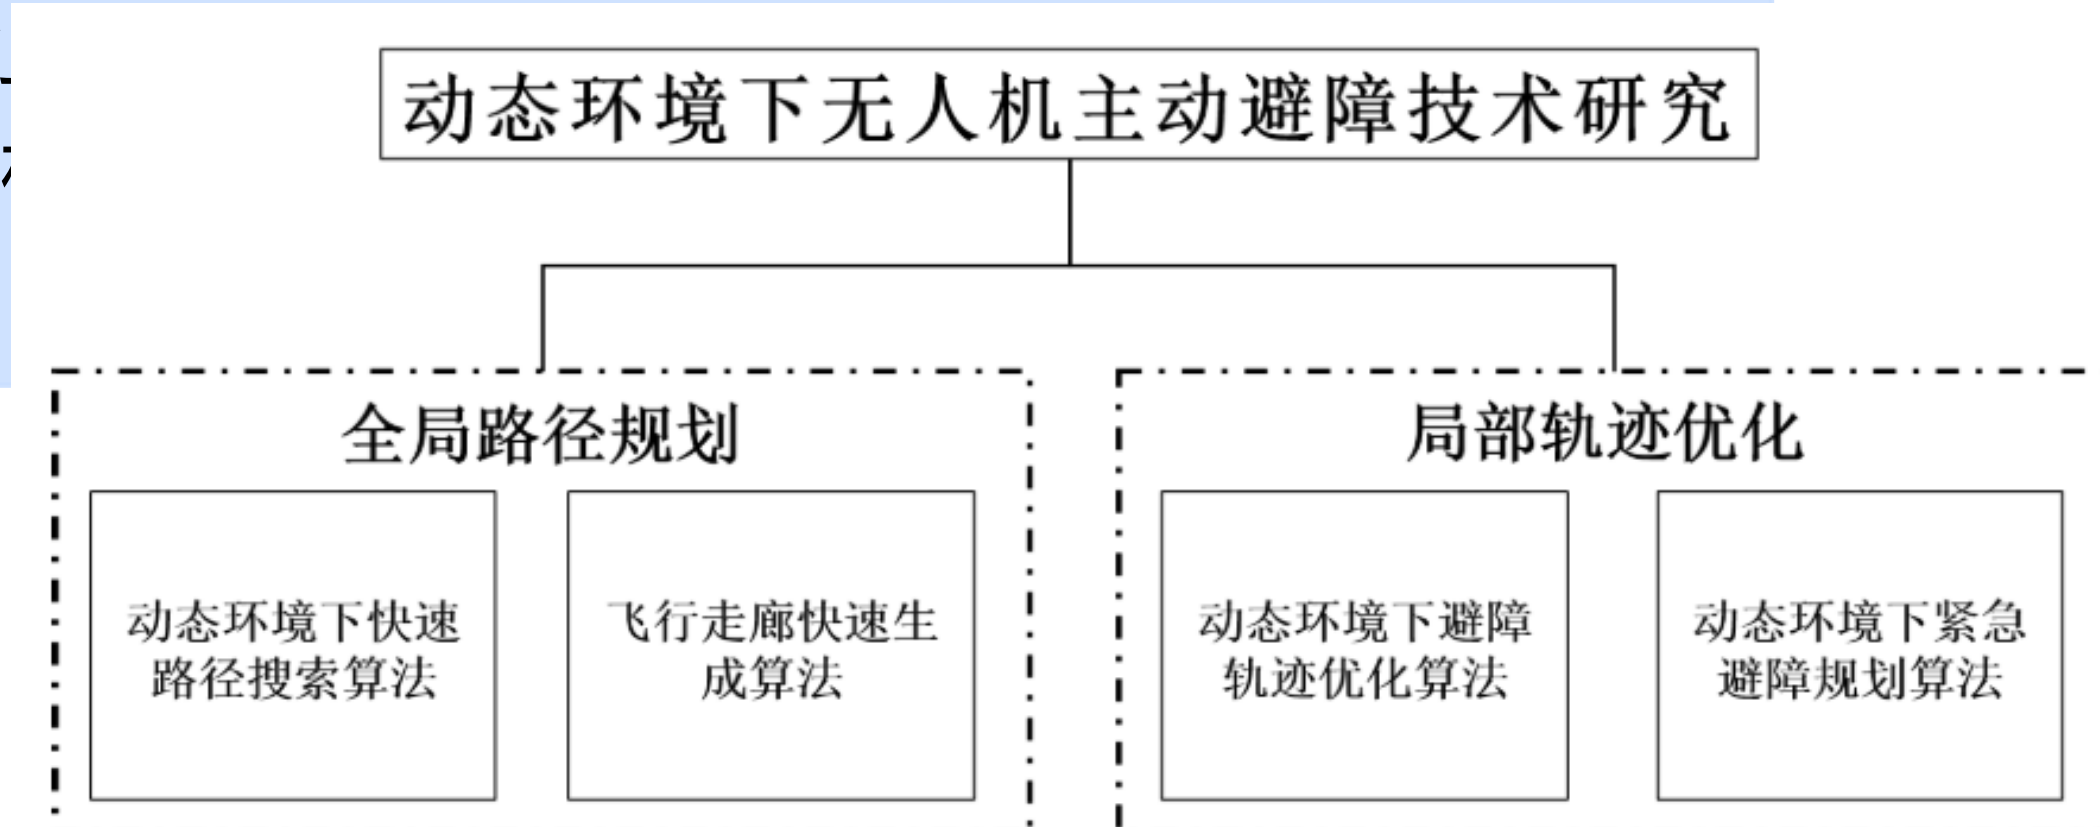 动态环境下无人机主动避障技术研究
全局路径规划
局部轨迹优化
动态环境下快速
路径搜索算法
飞行走廊快速生
成算法
动态环境下避障
轨迹优化算法
动态环境下紧急
避障规划算法